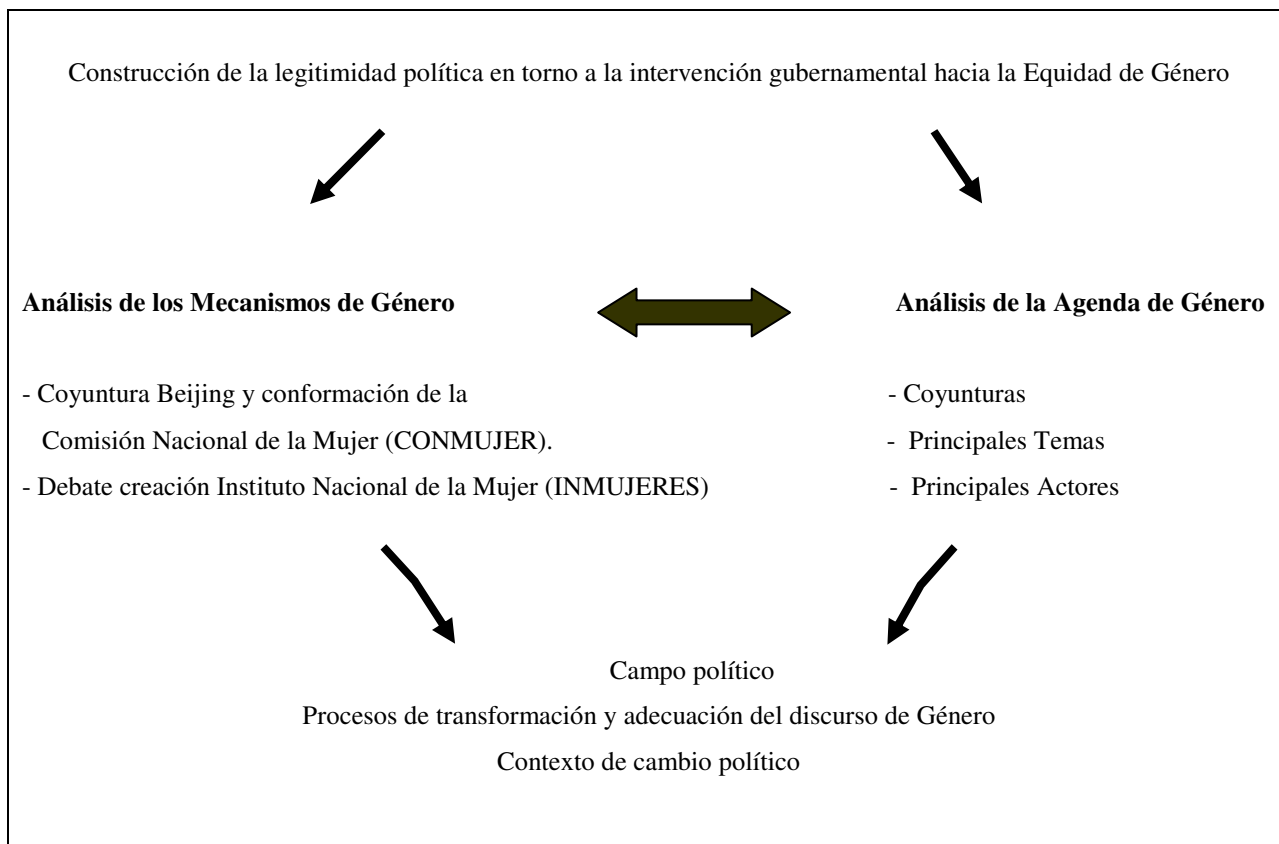 Construcción de la legitimidad política en torno a la intervención gubernamental hacia la Equidad de Género
Análisis de los Mecanismos de Género
- Coyuntura Beijing y conformación de la
Comisión Nacional de la Mujer (CONMUJER).
- Debate creación Instituto Nacional de la Mujer (INMUJERES)
Análisis de la Agenda de Género
- Coyunturas
- Principales Temas
- Principales Actores
Campo político
Procesos de transformación y adecuación del discurso de Género
Contexto de cambio político